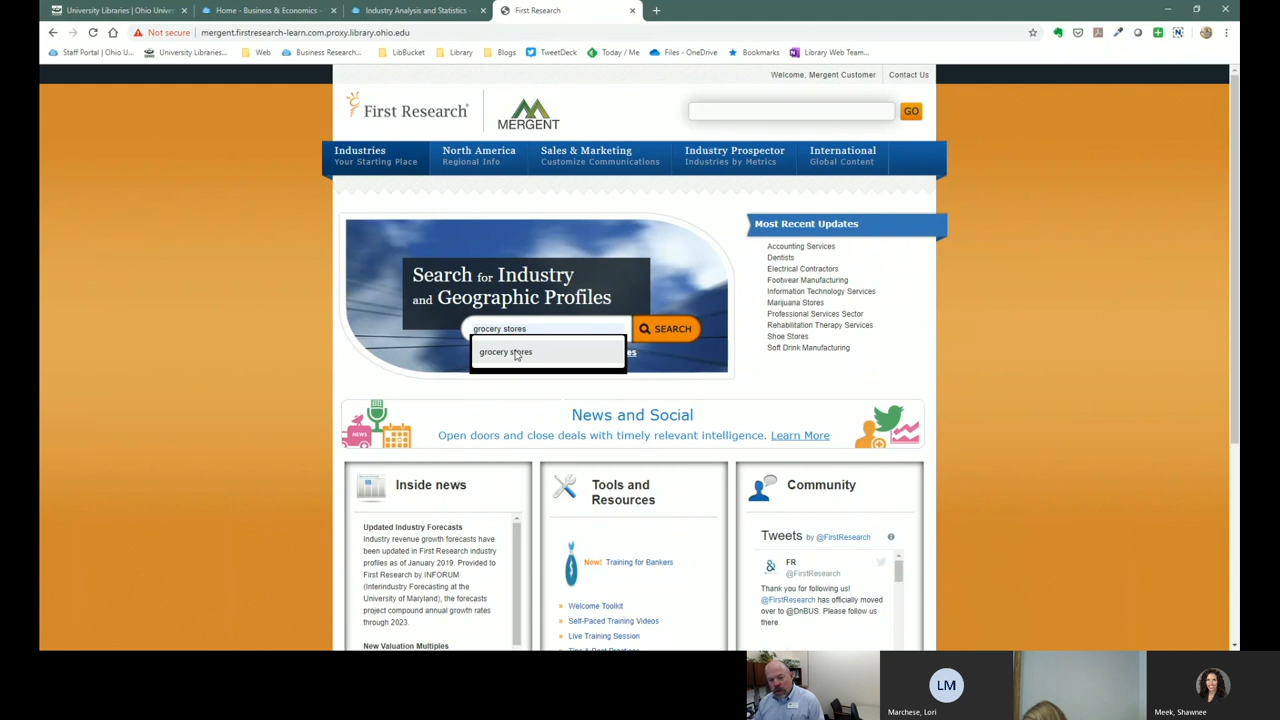 University Libraries | Ohio Univer
Home - Business & Economics -
Industry Analysis and Statistics -
First Research
Not secure
mergent.firstresearch-learn.com.proxy.library.ohio.edu
Staff Portal | Ohio U...
University Libraries...
Web
Business Research...
LibBucket
Library
Blogs
TweetDeck
Today / Me
Files - OneDrive
Bookmarks
Library Web Team...
Welcome, Mergent Customer
Contact Us
First Research
MERGENT
GO
Industries
Your Starting Place
North America
Regional Info
Sales & Marketing
Customize Communications
Industry Prospector
Industries by Metrics
International
Global Content
Search for Industry
and Geographic Profiles
grocery stores
SEARCH
grocery stores
es
Most Recent Updates
Accounting Services
Dentists
Electrical Contractors
Footwear Manufacturing
Information Technology Services
Marijuana Stores
Professional Services Sector
Rehabilitation Therapy Services
Shoe Stores
Soft Drink Manufacturing
NEWS
News and Social
Open doors and close deals with timely relevant intelligence. Learn More
Inside news
Updated Industry Forecasts
Industry revenue growth forecasts have
been updated in First Research industry
profiles as of January 2019. Provided to
First Research by INFORUM
(Interindustry Forecasting at the
University of Maryland), the forecasts
project compound annual growth rates
through 2023.
New Valuation Multiples
Tools and
Resources
New! Training for Bankers
» Welcome Toolkit
» Self-Paced Training Videos
» Live Training Session
Tips & Best Practices
Community
Tweets by @FirstResearch
FR
@FirstResearch
Thank you for following us!
@FirstResearch has officially moved
over to @DnBUS. Please follow us
there.
LM
Marchese, Lori
Meek, Shawnee